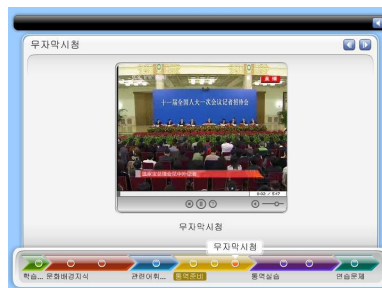 무자막시청
直播
十一届全国人大一次会议记者招待会
0:02 / 5:17
무자막시청
무자막시청
학습... 문화배경지식 관련어휘... 통역준비 통역실습 연습문제